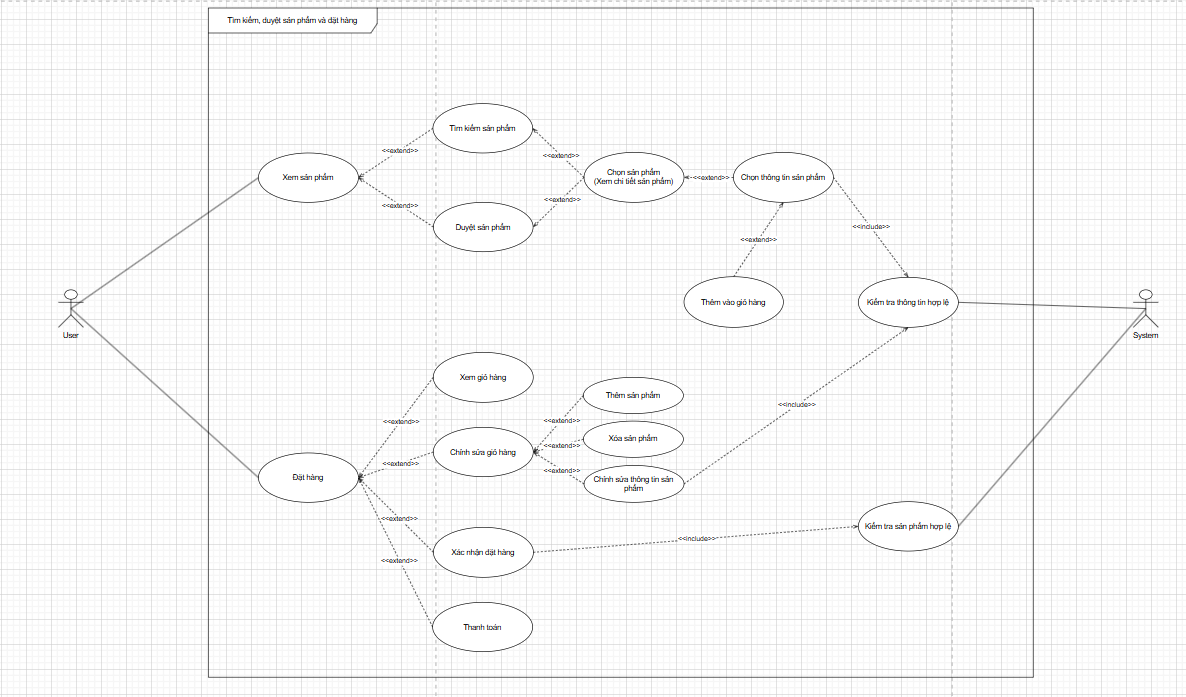 Tìm kiếm, duyệt sản phẩm và đặt hàng
Tìm kiếm sản phẩm
<<extend>>
<<extend>>
Xem sản phẩm
Chọn sản phẩm
(Xem chi tiết sản phẩm)
<<extend>>
Chọn thông tin sản phẩm
<<extend>>
<<extend>>
Duyệt sản phẩm
<<include>>
<<extend>>
Thêm vào giỏ hàng
Kiểm tra thông tin hợp lệ
User
System
Xem giỏ hàng
Thêm sản phẩm
<<include>>
<<extend>>
<<extend>>
Xóa sản phẩm
<<extend>>
Chỉnh sửa giỏ hàng
<<extend>>
<<extend>>
Đặt hàng
Chỉnh sửa thông tin sản
phẩm
<<extend>>
Kiểm tra sản phẩm hợp lệ
<<include>>
Xác nhận đặt hàng
<<extend>>
Thanh toán